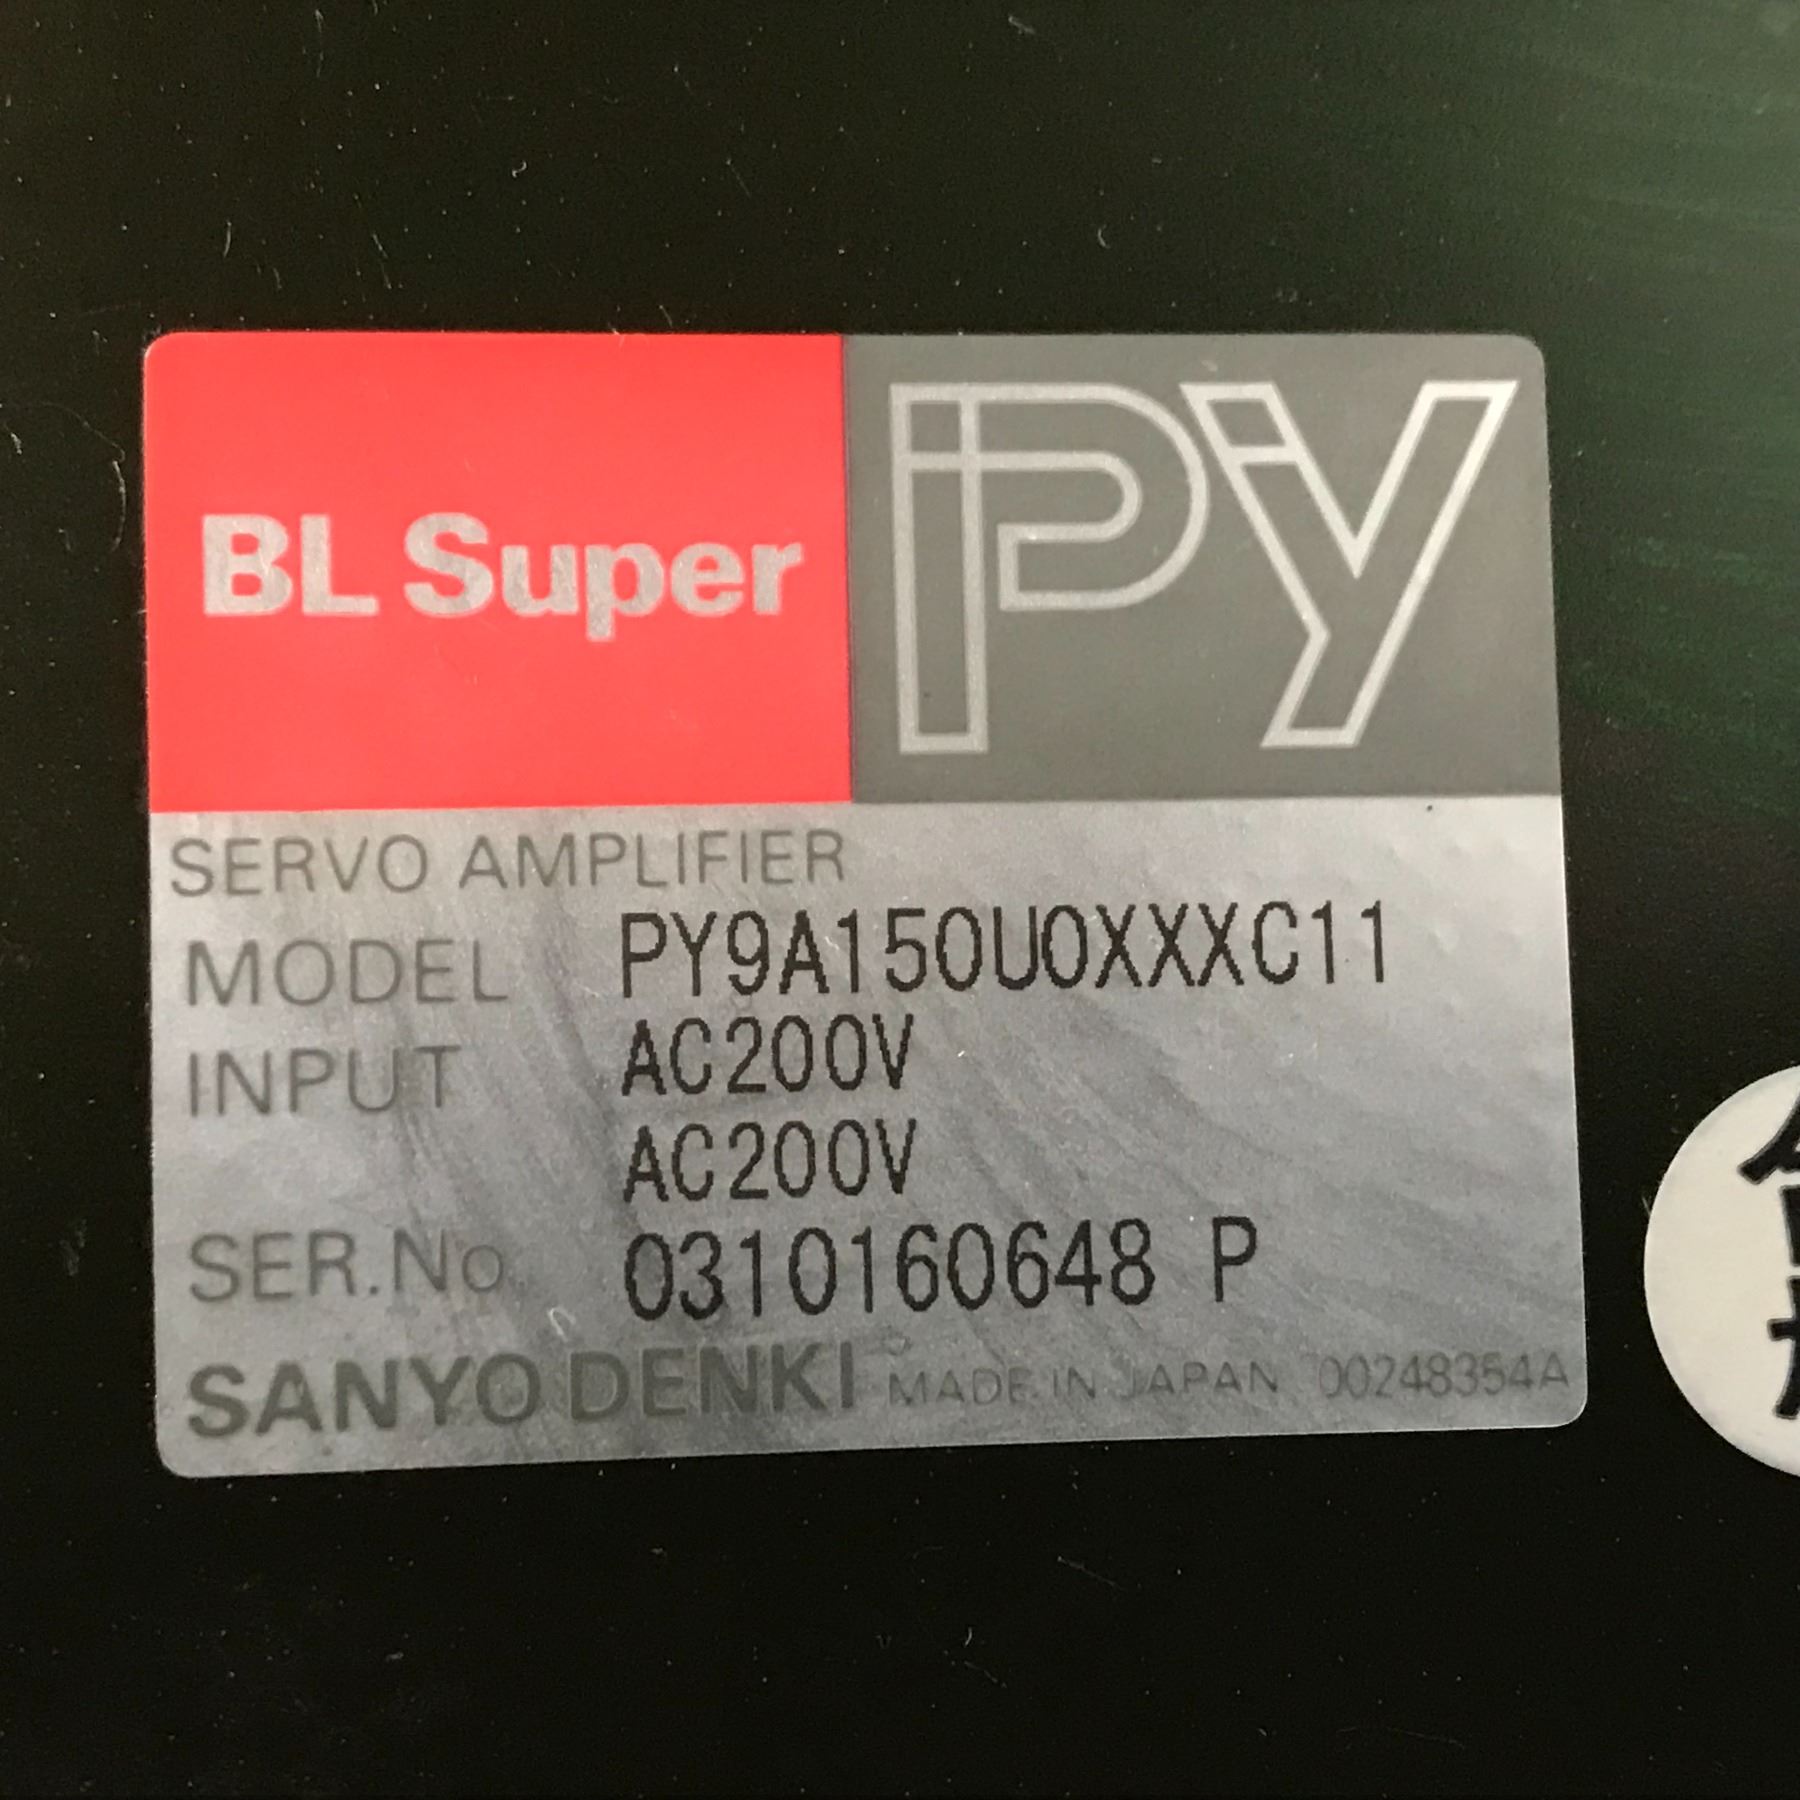 BL Super PY
SERVO AMPLIFIER
MODEL PY9A150U0XXXC11
INPUT AC200V
AC200V
SER.No 0310160648 P
SANYO DENKI MADE IN JAPAN 00248354A